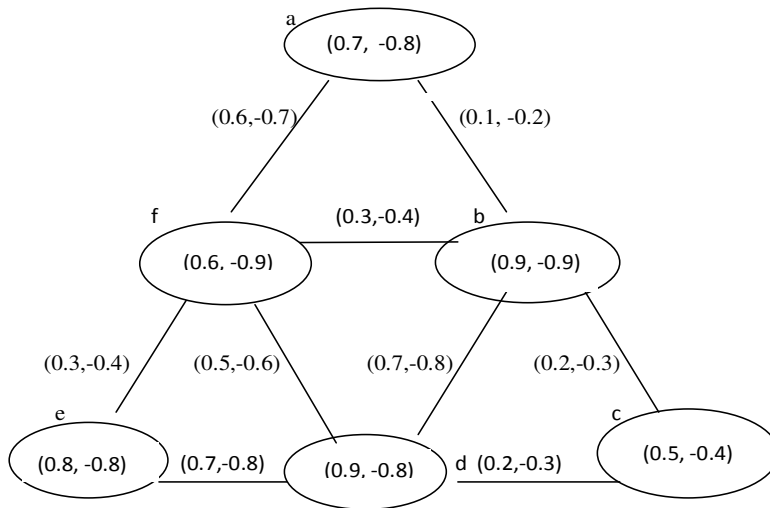 a
(0.7, -0.8)
(0.6,-0.7)
(0.1, -0.2)
f
(0.3,-0.4)
b
(0.6, -0.9)
(0.9, -0.9)
(0.3,-0.4)
(0.5,-0.6)
(0.7,-0.8)
(0.2,-0.3)
e
c
(0.8, -0.8)
(0.7,-0.8)
(0.9, -0.8)
d
(0.2,-0.3)
(0.5, -0.4)